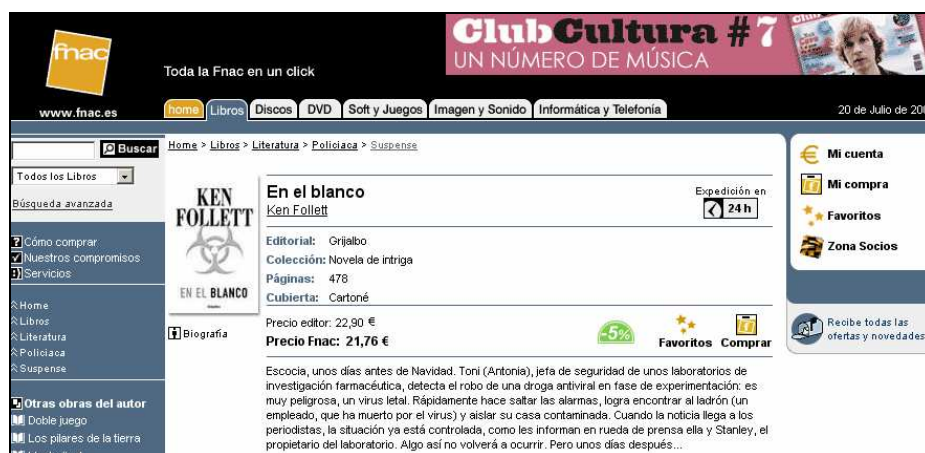 ClubCultura #7
UN NÚMERO DE MÚSICA
fnac
Toda la Fnac en un click
www.fnac.es
home Libros Discos DVD Soft y Juegos Imagen y Sonido Informática y Telefonía
20 de Julio de 20
Buscar
Todos los Libros
Búsqueda avanzada
Cómo comprar
Nuestros compromisos
Servicios
Home
Libros
Literatura
Policiaca
Suspense
Otras obras del autor
Doble juego
Los pilares de la tierra
Home > Libros > Literatura > Policiaca > Suspense
KEN
FOLLETT
EN EL BLANCO
Biografía
En el blanco
Ken Follett
Expedición en
24 h
Editorial: Grijalbo
Colección: Novela de intriga
Páginas: 478
Cubierta: Cartoné
Precio editor: 22,90 €
Precio Fnac: 21,76 €
-5%
Favoritos Comprar
Escocia, unos días antes de Navidad. Toni (Antonia), jefa de seguridad de unos laboratorios de
investigación farmacéutica, detecta el robo de una droga antiviral en fase de experimentación: es
muy peligrosa, un virus letal. Rápidamente hace saltar las alarmas, logra encontrar al ladrón (un
empleado, que ha muerto por el virus) y aislar su casa contaminada. Cuando la noticia llega a los
periodistas, la situación ya está controlada, como les informan en rueda de prensa ella y Stanley, el
propietario del laboratorio. Algo así no volverá a ocurrir. Pero unos días después...
Mi cuenta
Mi compra
Favoritos
Zona Socios
Recibe todas las
ofertas y novedades